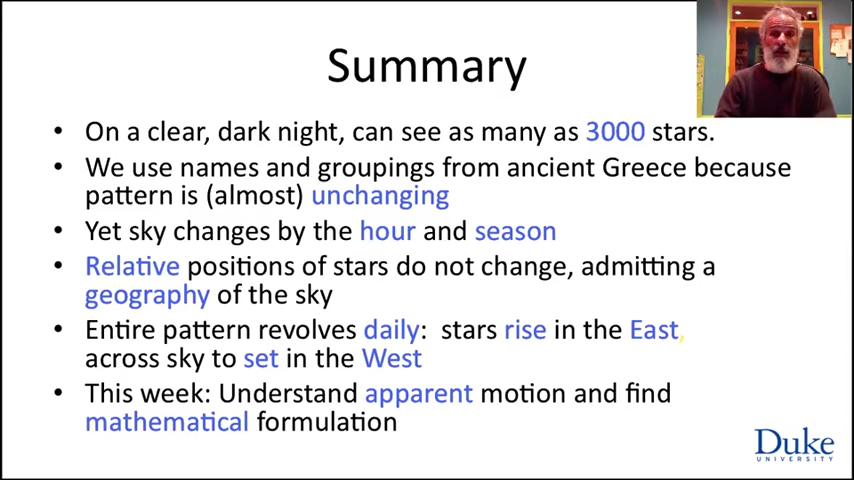 Summary
• On a clear, dark night, can see as many as 3000 stars.
• We use names and groupings from ancient Greece because
pattern is (almost) unchanging
• Yet sky changes by the hour and season
• Relative positions of stars do not change, admitting a
geography of the sky
• Entire pattern revolves daily: stars rise in the East,
across sky to set in the West
• This week: Understand apparent motion and find
mathematical formulation
Duke
UNIVERSITY